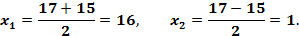 x₁ = (17 + 15)/2 = 16,    x₂ = (17 − 15)/2 = 1.